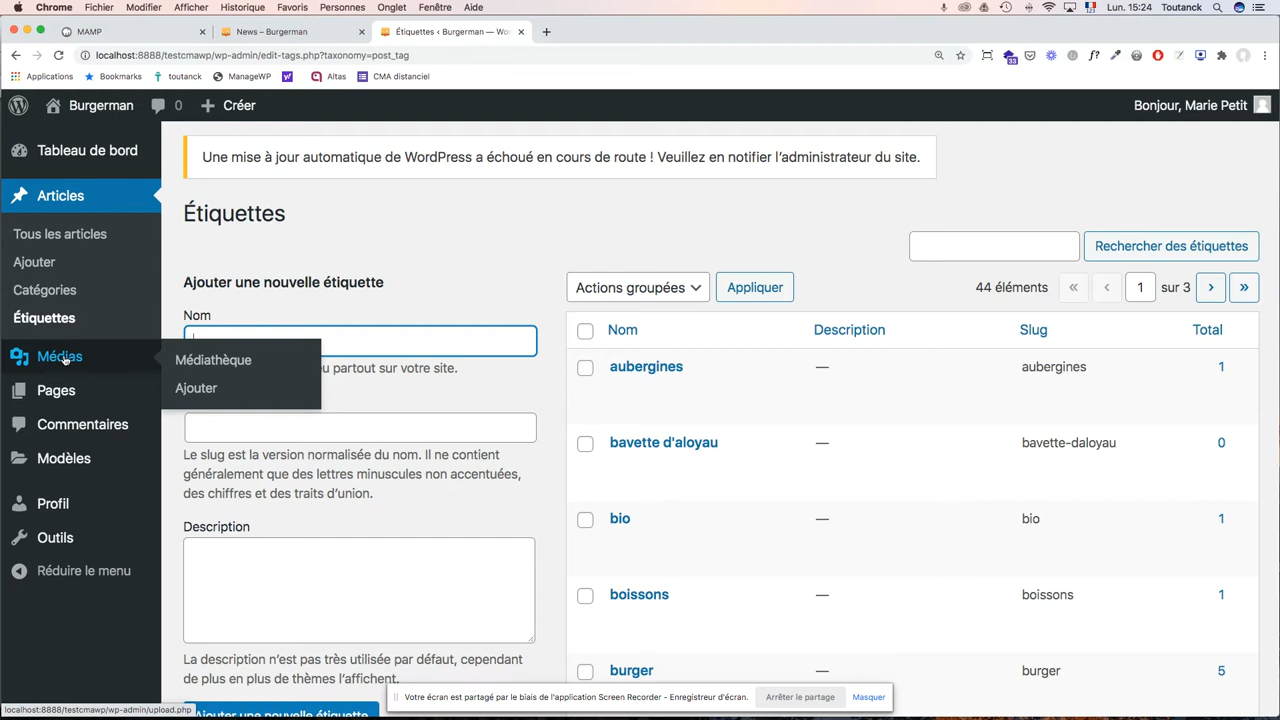 Chrome Fichier Modifier Afficher Historique Favoris Personnes Onglet Fenêtre Aide Lun. 15:24 Toutanck
MAMP News – Burgerman Étiquettes ‹ Burgerman — Wor
localhost:8888/testcmawp/wp-admin/edit-tags.php?taxonomy=post_tag
33
f?
Applications Bookmarks toutanck ManageWP Altas CMA distanciel
Burgerman 0 Créer Bonjour, Marie Petit
Tableau de bord
Articles
Tous les articles
Ajouter
Catégories
Étiquettes
Médias
Médiathèque
Ajouter
Pages
Commentaires
Modèles
Profil
Outils
Réduire le menu
Une mise à jour automatique de WordPress a échoué en cours de route ! Veuillez en notifier l’administrateur du site.
Étiquettes
Rechercher des étiquettes
Ajouter une nouvelle étiquette
Nom
eu partout sur votre site.
Le slug est la version normalisée du nom. Il ne contient
généralement que des lettres minuscules non accentuées,
des chiffres et des traits d’union.
Description
La description n’est pas très utilisée par défaut, cependant
de plus en plus de thèmes l’affichent.
Ajouter une nouvelle étiquette
Actions groupées Appliquer 44 éléments « ‹ 1 sur 3 › »
Nom Description Slug Total
aubergines — aubergines 1
bavette d'aloyau — bavette-daloyau 0
bio — bio 1
boissons — boissons 1
burger — burger 5
Votre écran est partagé par le biais de l'application Screen Recorder - Enregistreur d'écran. Arrêter le partage Masquer
localhost:8888/testcmawp/wp-admin/upload.php